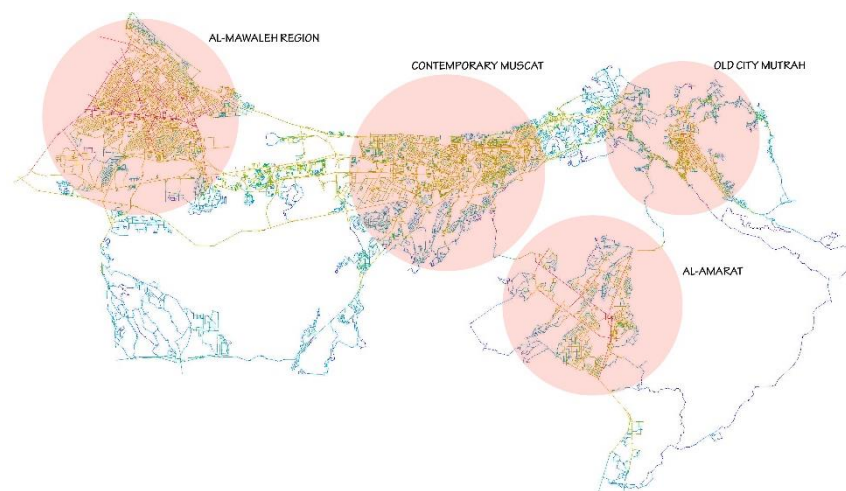 AL-MAWALEH REGION
CONTEMPORARY MUSCAT
OLD CITY MUTRAH
AL-AMARAT